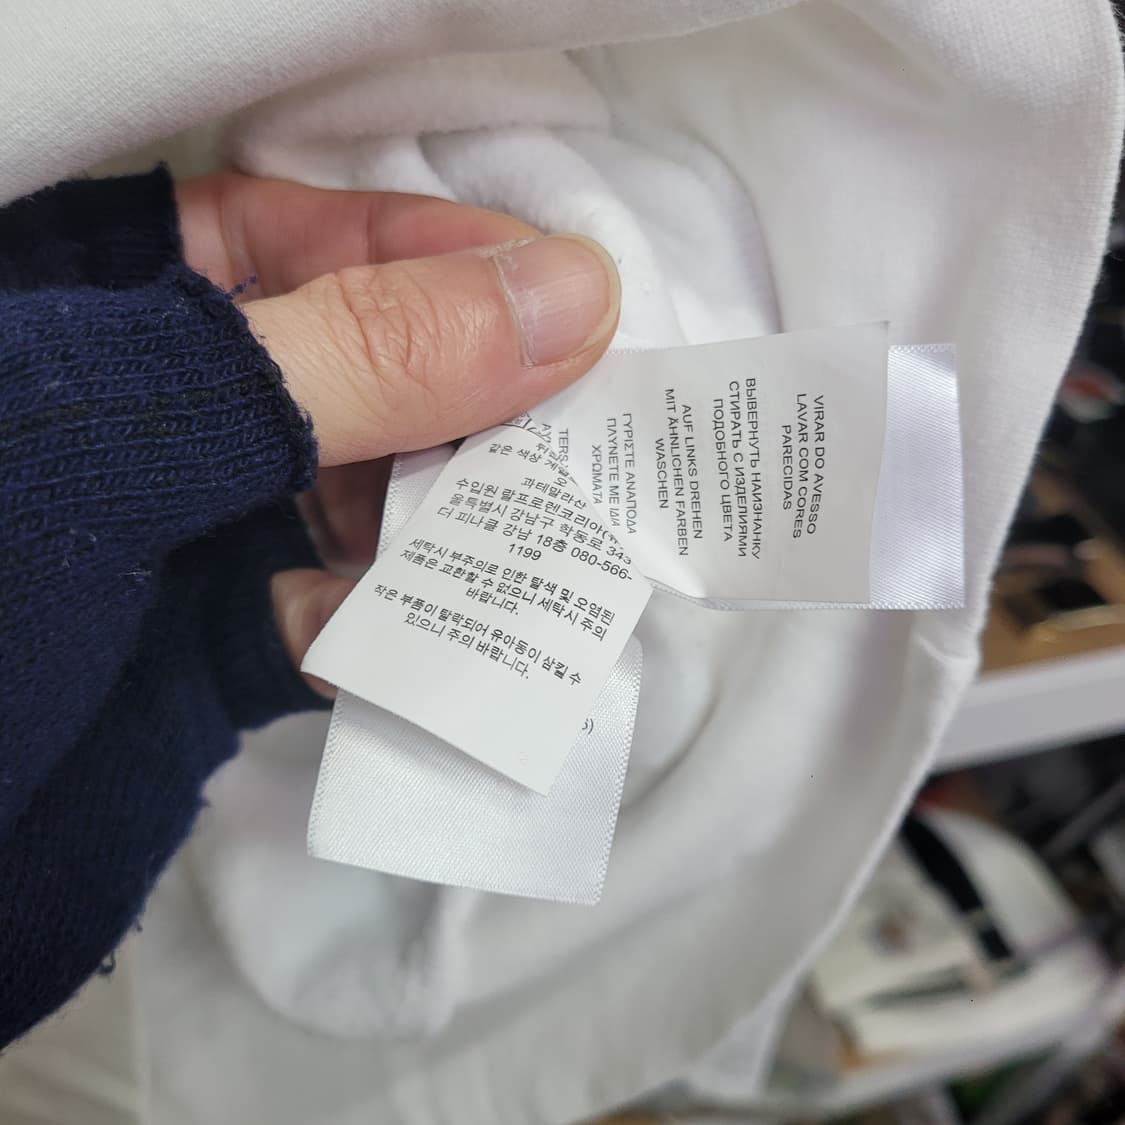 같은 색상
과테말라산
수입원 랄프로렌코리아(
울특별시 강남구 학동로 343
더 피나클 강남 18층 080-566-
1199
세탁시 부주의로 인한 탈색 및 오염된
제품은 교환할 수 없으니 세탁시 주의
바랍니다.
작은 부품이 탈락되어 유아동이 삼킬 수
있으니 주의 바랍니다.
TERS
ΓΥΡΙΣΤΕ ΑΝΑΠΟΔΑ
ΠΛΥΝΕΤΕ ΜΕ ΙΔΙΑ
ΧΡΩΜΑΤΑ
AUF LINKS DREHEN
MIT ÄHNLICHEN FARBEN
WASCHEN
ВЫВЕРНУТЬ НАИЗНАНКУ
СТИРАТЬ С ИЗДЕЛИЯМИ
ПОДОБНОГО ЦВЕТА
VIRAR DO AVESSO
LAVAR COM CORES
PARECIDAS